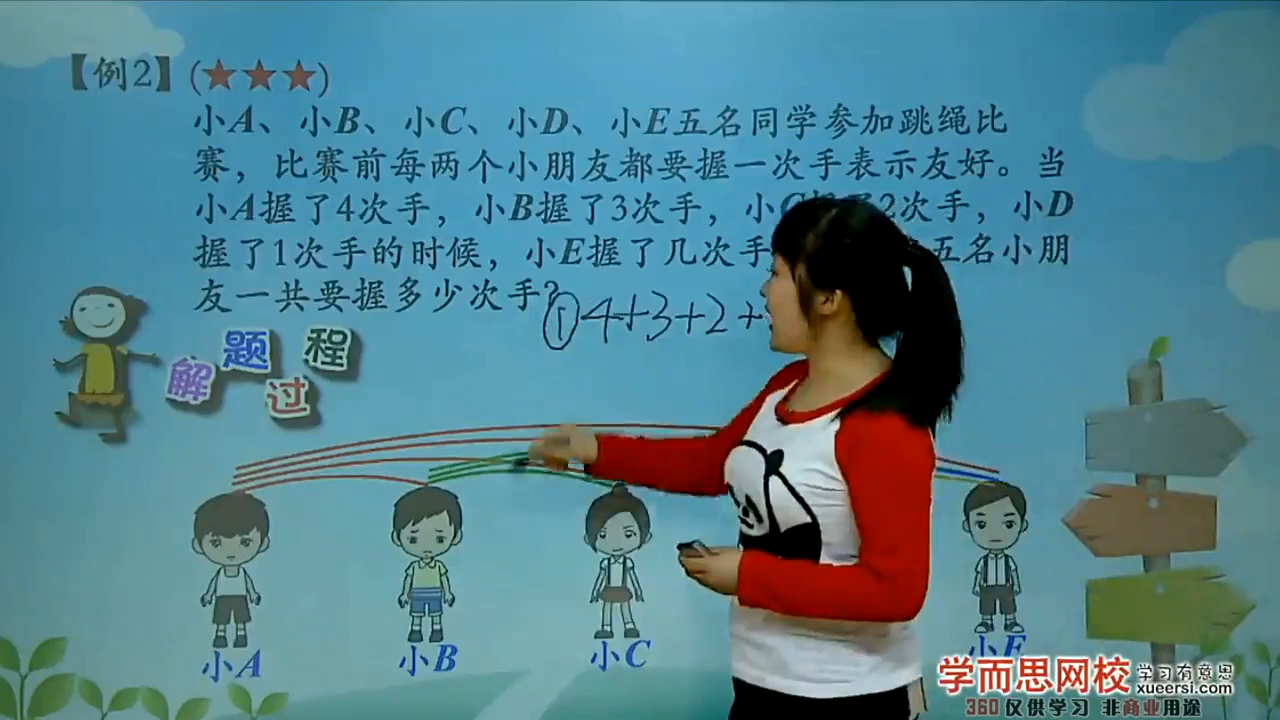 【例2】(★★★)
小A、小B、小C、小D、小E五名同学参加跳绳比
赛，比赛前每两个小朋友都要握一次手表示友好。当
小A握了4次手，小B握了3次手，小C握了2次手，小D
握了1次手的时候，小E握了几次手 五名小朋
友一共要握多少次手？
①4+3+2+
解题过程
小A
小B
小C
小E
学而思网校 学习有意思
xueersi.com
360仅供学习 非商业用途